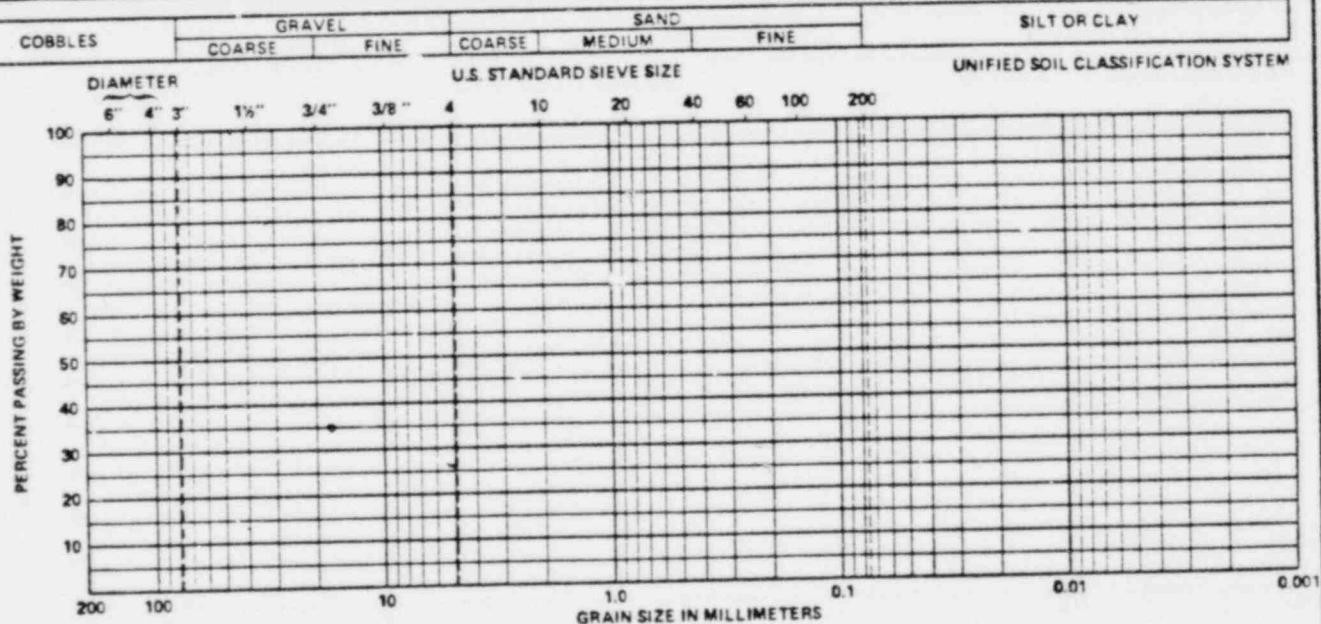 COBBLES GRAVEL SAND SILT OR CLAY
COARSE FINE COARSE MEDIUM FINE
DIAMETER U.S. STANDARD SIEVE SIZE UNIFIED SOIL CLASSIFICATION SYSTEM
6" 4" 3" 1½" 3/4" 3/8" 4 10 20 40 60 100 200
PERCENT PASSING BY WEIGHT
100
90
80
70
60
50
40
30
20
10
200 100 10 1.0 0.1 0.01 0.001
GRAIN SIZE IN MILLIMETERS